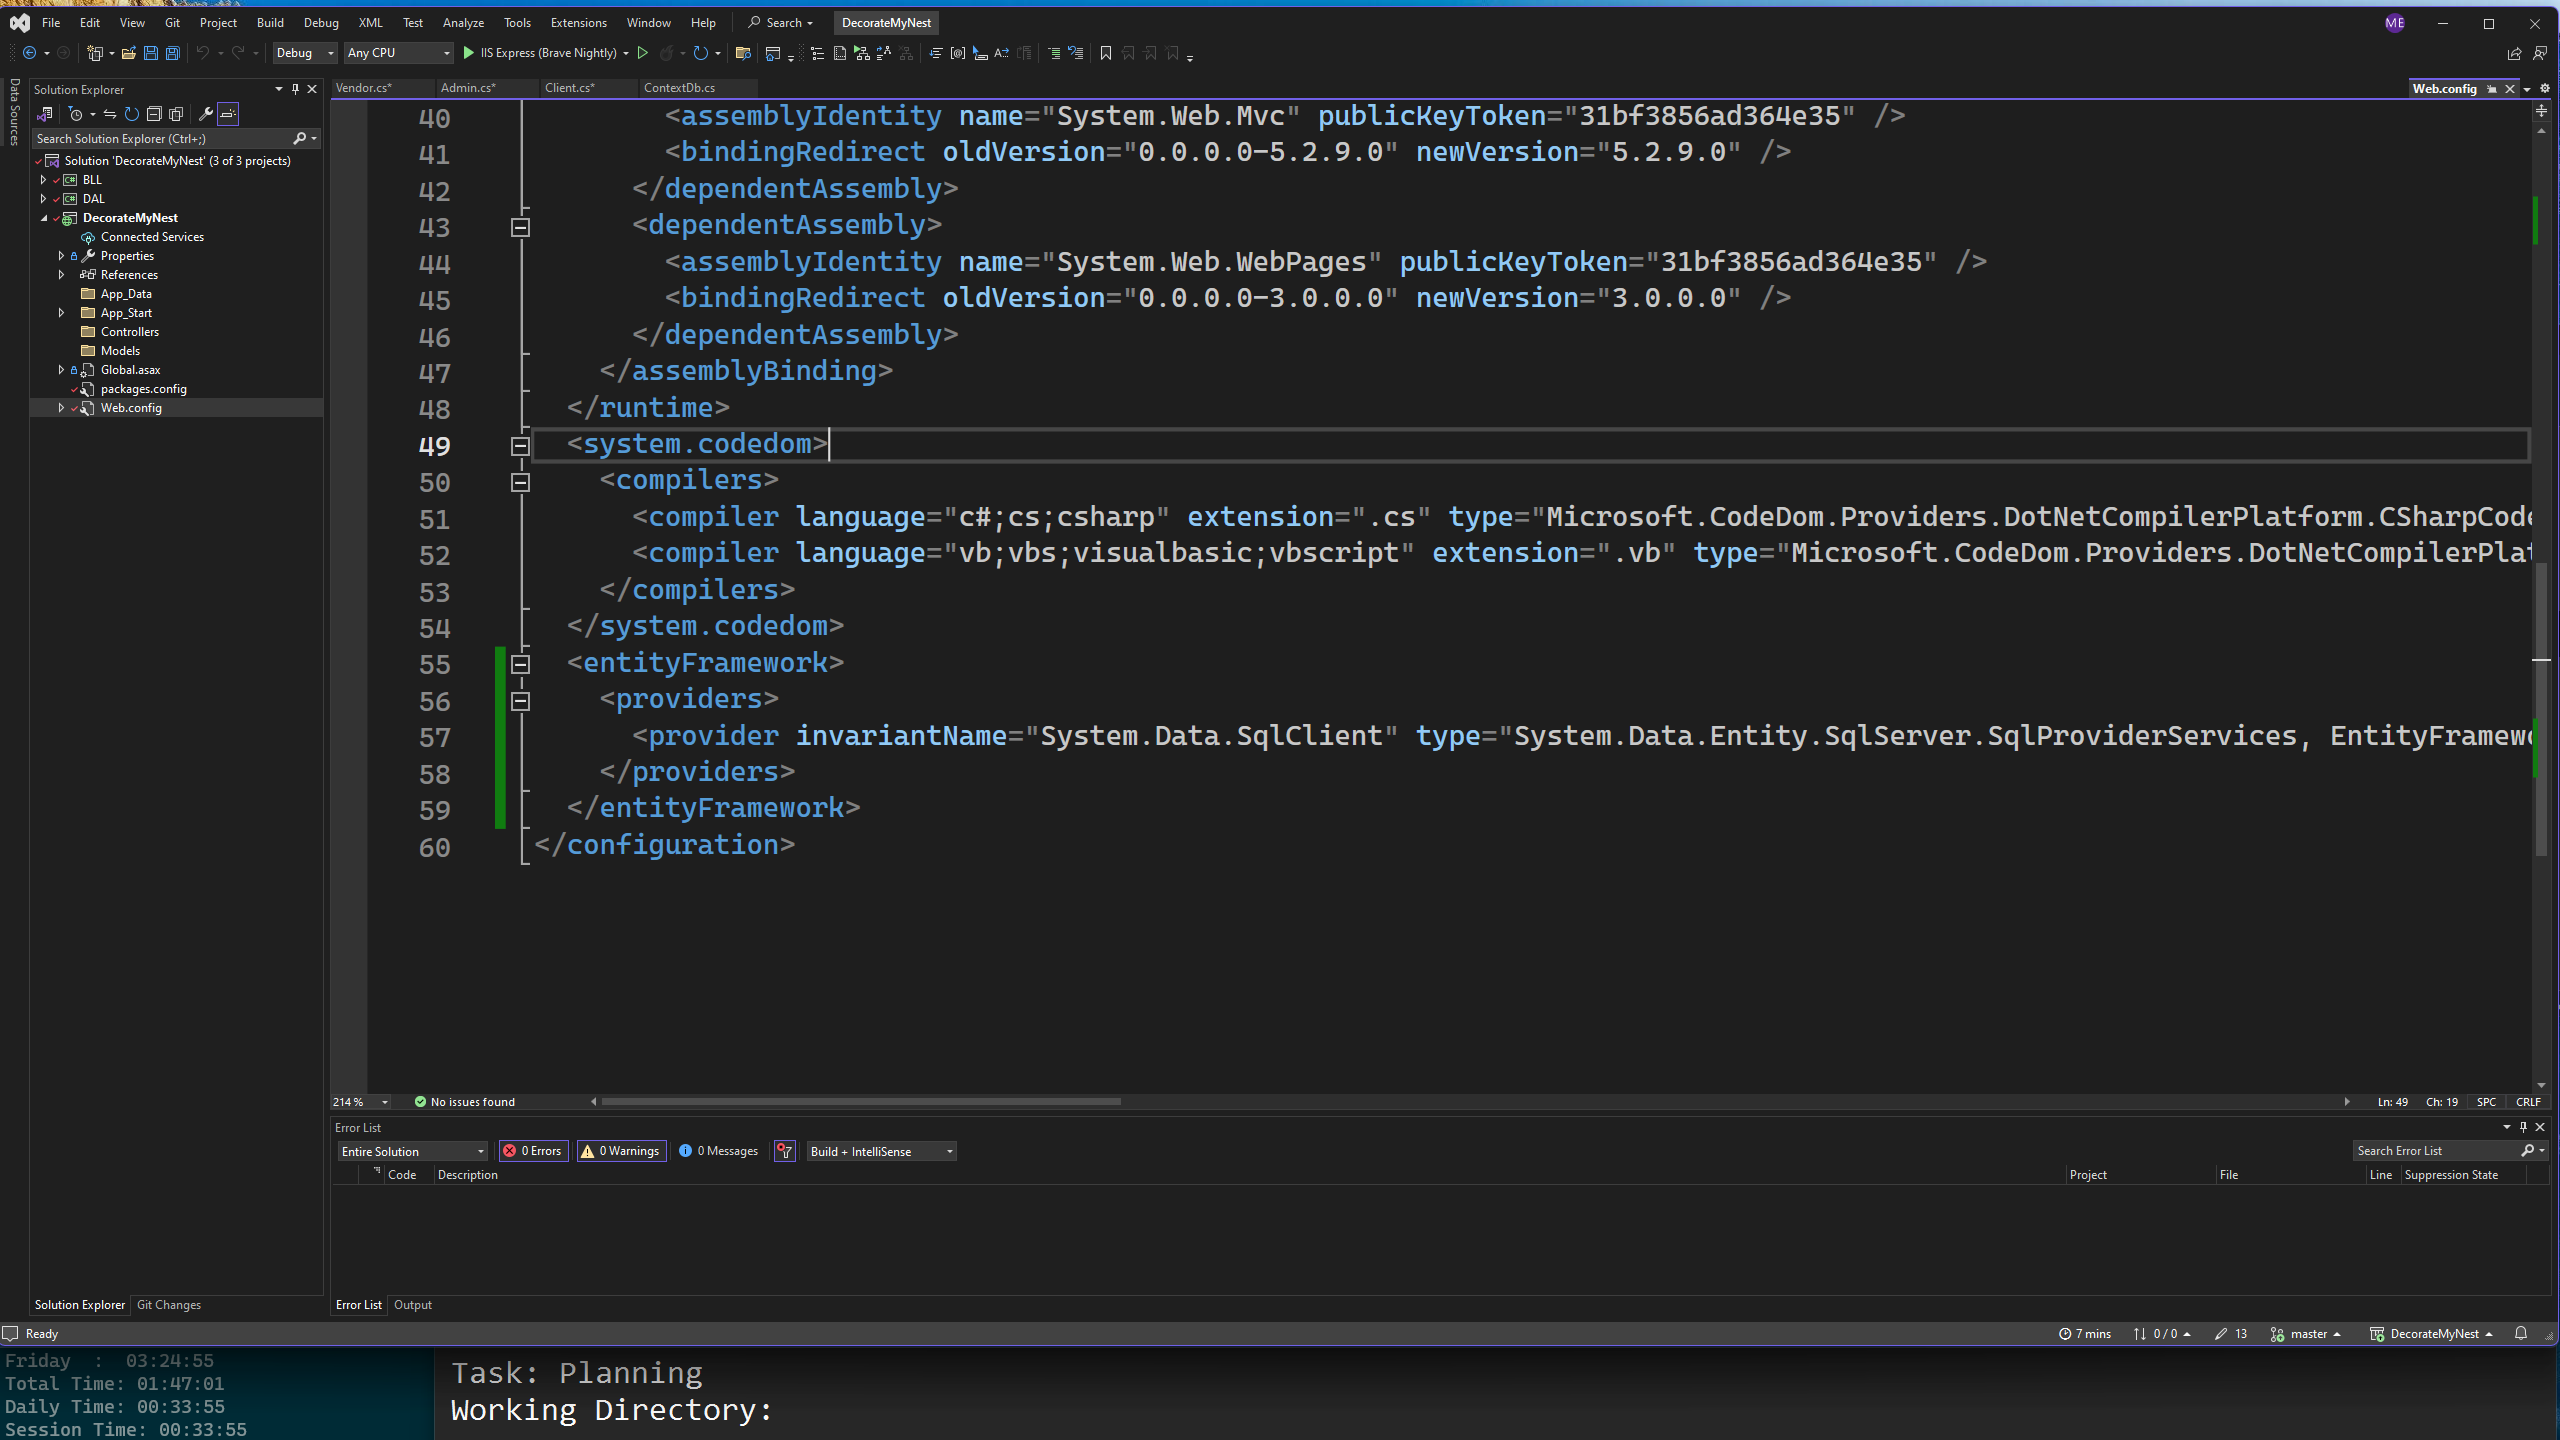 File Edit View Git Project Build Debug XML Test Analyze Tools Extensions Window Help Search DecorateMyNest ME
Debug Any CPU IIS Express (Brave Nightly)
Data Sources
Solution Explorer
Search Solution Explorer (Ctrl+;)
Solution 'DecorateMyNest' (3 of 3 projects)
BLL
DAL
DecorateMyNest
Connected Services
Properties
References
App_Data
App_Start
Controllers
Models
Global.asax
packages.config
Web.config
Solution Explorer Git Changes
Vendor.cs* Admin.cs* Client.cs* ContextDb.cs Web.config
40 <assemblyIdentity name="System.Web.Mvc" publicKeyToken="31bf3856ad364e35" />
41 <bindingRedirect oldVersion="0.0.0.0-5.2.9.0" newVersion="5.2.9.0" />
42 </dependentAssembly>
43 <dependentAssembly>
44 <assemblyIdentity name="System.Web.WebPages" publicKeyToken="31bf3856ad364e35" />
45 <bindingRedirect oldVersion="0.0.0.0-3.0.0.0" newVersion="3.0.0.0" />
46 </dependentAssembly>
47 </assemblyBinding>
48 </runtime>
49 <system.codedom>
50 <compilers>
51 <compiler language="c#;cs;csharp" extension=".cs" type="Microsoft.CodeDom.Providers.DotNetCompilerPlatform.CSharpCode
52 <compiler language="vb;vbs;visualbasic;vbscript" extension=".vb" type="Microsoft.CodeDom.Providers.DotNetCompilerPlat
53 </compilers>
54 </system.codedom>
55 <entityFramework>
56 <providers>
57 <provider invariantName="System.Data.SqlClient" type="System.Data.Entity.SqlServer.SqlProviderServices, EntityFramewo
58 </providers>
59 </entityFramework>
60 </configuration>
214 % No issues found Ln: 49 Ch: 19 SPC CRLF
Error List
Entire Solution 0 Errors 0 Warnings 0 Messages Build + IntelliSense Search Error List
Code Description Project File Line Suppression State
Error List Output
Ready 7 mins 0 / 0 13 master DecorateMyNest
Friday : 03:24:55
Total Time: 01:47:01
Daily Time: 00:33:55
Session Time: 00:33:55
Task: Planning
Working Directory: